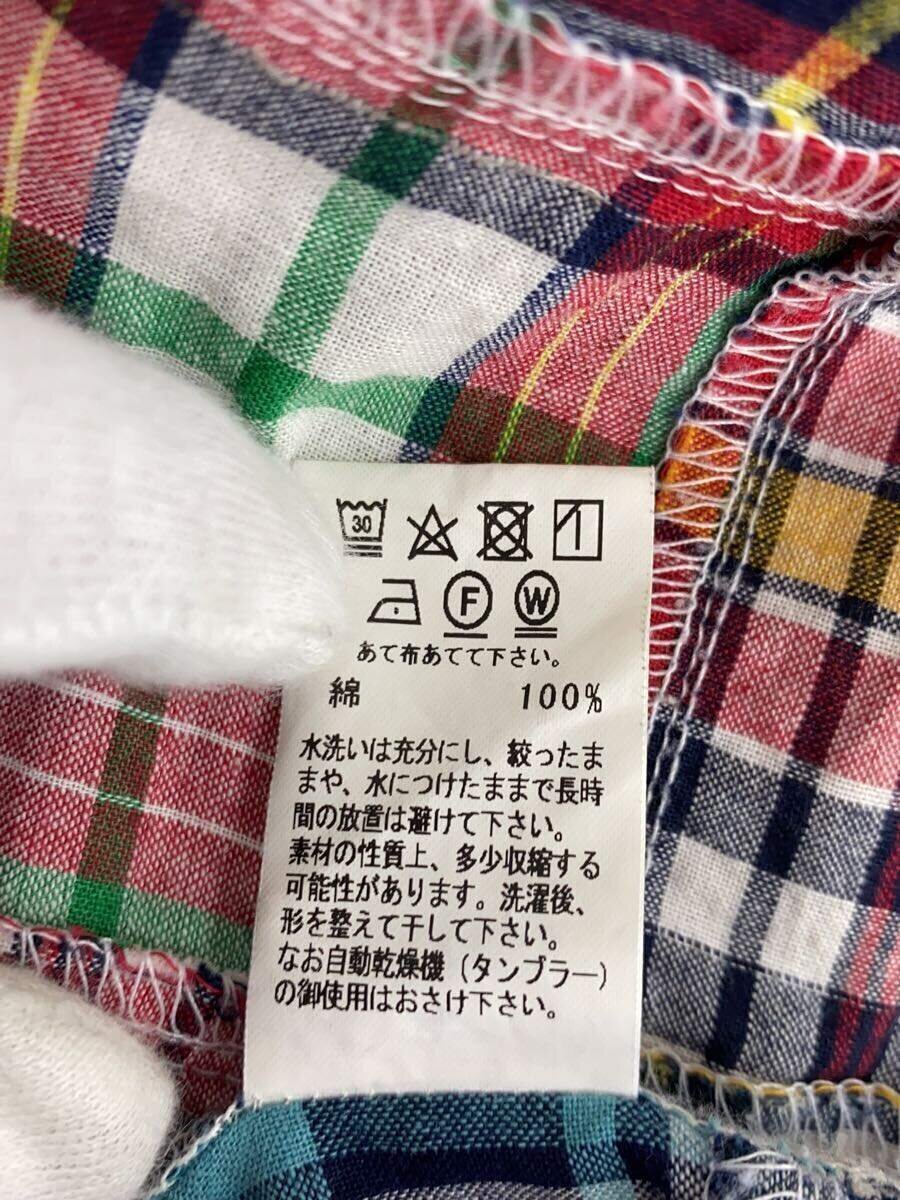 30
F W
あて布あてて下さい。
綿 100%
水洗いは充分にし、絞ったま
まや、水につけたままで長時
間の放置は避けて下さい。
素材の性質上、多少収縮する
可能性があります。洗濯後、
形を整えて干して下さい。
なお自動乾燥機（タンブラー）
の御使用はおさけ下さい。